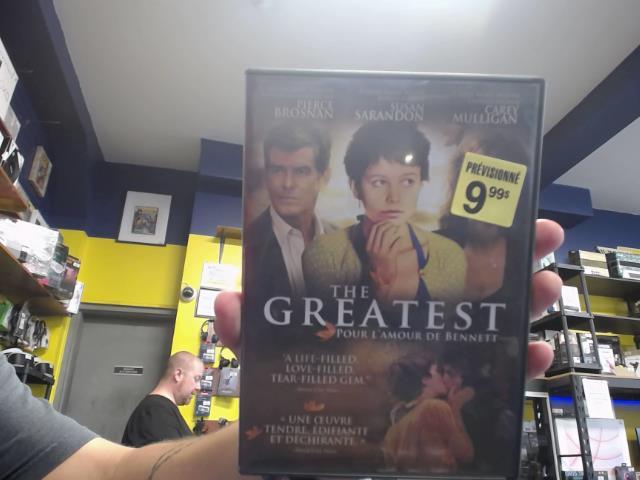 PIERCE
BROSNAN
SUSAN
SARANDON
CAREY
MULLIGAN
PRÉVISIONNÉ
9.99$
THE
GREATEST
POUR L'AMOUR DE BENNETT
"A LIFE-FILLED,
LOVE-FILLED,
TEAR-FILLED GEM."
« UNE ŒUVRE
TENDRE, ÉDIFIANTE
ET DÉCHIRANTE. »